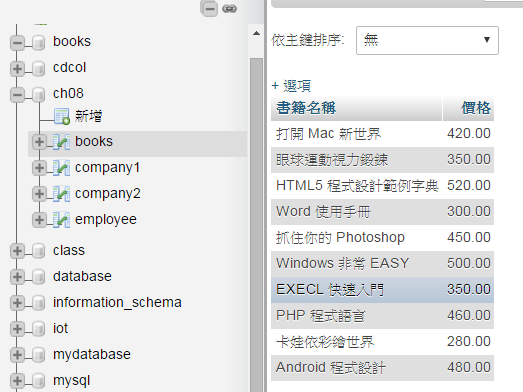 books
cdcol
ch08
新增
books
company1
company2
employee
class
database
information_schema
iot
mydatabase
mysql
依主鍵排序: 無
+ 選項
書籍名稱 價格
打開 Mac 新世界 420.00
眼球運動視力鍛鍊 350.00
HTML5 程式設計範例字典 520.00
Word 使用手冊 300.00
抓住你的 Photoshop 450.00
Windows 非常 EASY 500.00
EXECL 快速入門 350.00
PHP 程式語言 460.00
卡娃依彩繪世界 280.00
Android 程式設計 480.00